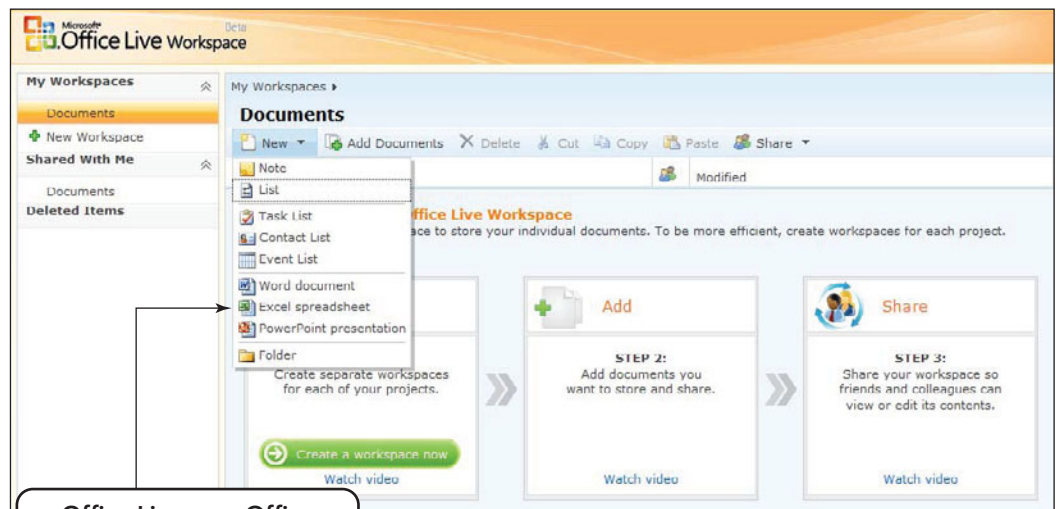 Microsoft
Office Live Workspace
Beta
My Workspaces
Documents
New Workspace
Shared With Me
Documents
Deleted Items
My Workspaces
Documents
New Add Documents Delete Cut Copy Paste Share
Modified
Note
List
Task List
Contact List
Event List
Word document
Excel spreadsheet
PowerPoint presentation
Folder
ffice Live Workspace
ace to store your individual documents. To be more efficient, create workspaces for each project.
Create separate workspaces
for each of your projects.
Create a workspace now
Watch video
Add
STEP 2:
Add documents you
want to store and share.
Watch video
Share
STEP 3:
Share your workspace so
friends and colleagues can
view or edit its contents.
Watch video